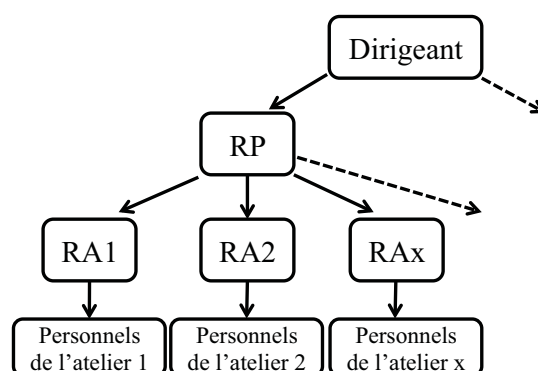 Dirigeant
RP
RA1
RA2
RAx
Personnels
de l'atelier 1
Personnels
de l'atelier 2
Personnels
de l'atelier x